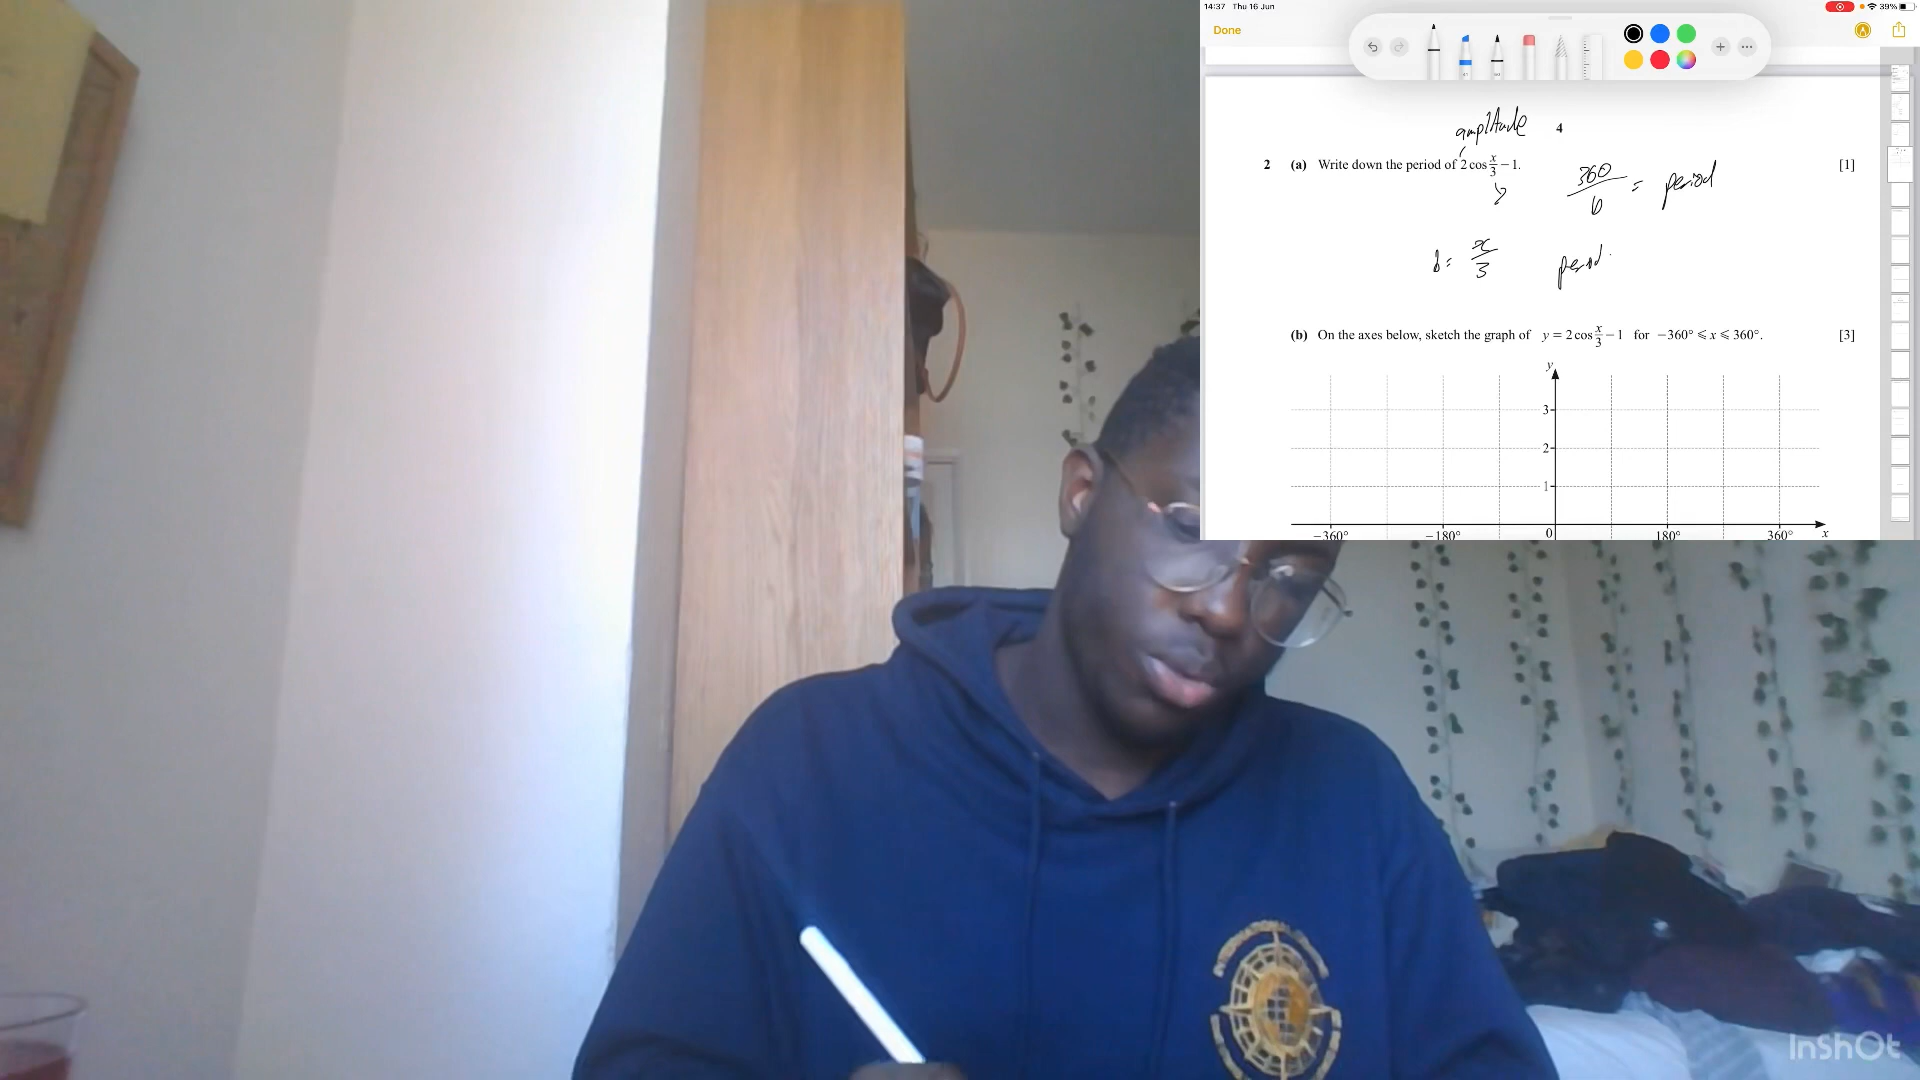 14:37 Thu 16 Jun
39%
Done
amplitude
4
2 (a) Write down the period of 2 cos x/3 − 1. [1]
360/b = period
b = x/3 period.
(b) On the axes below, sketch the graph of y = 2 cos x/3 − 1 for −360° ⩽ x ⩽ 360°. [3]
y
3
2
1
−360° −180° 0 180° 360° x
InShOt